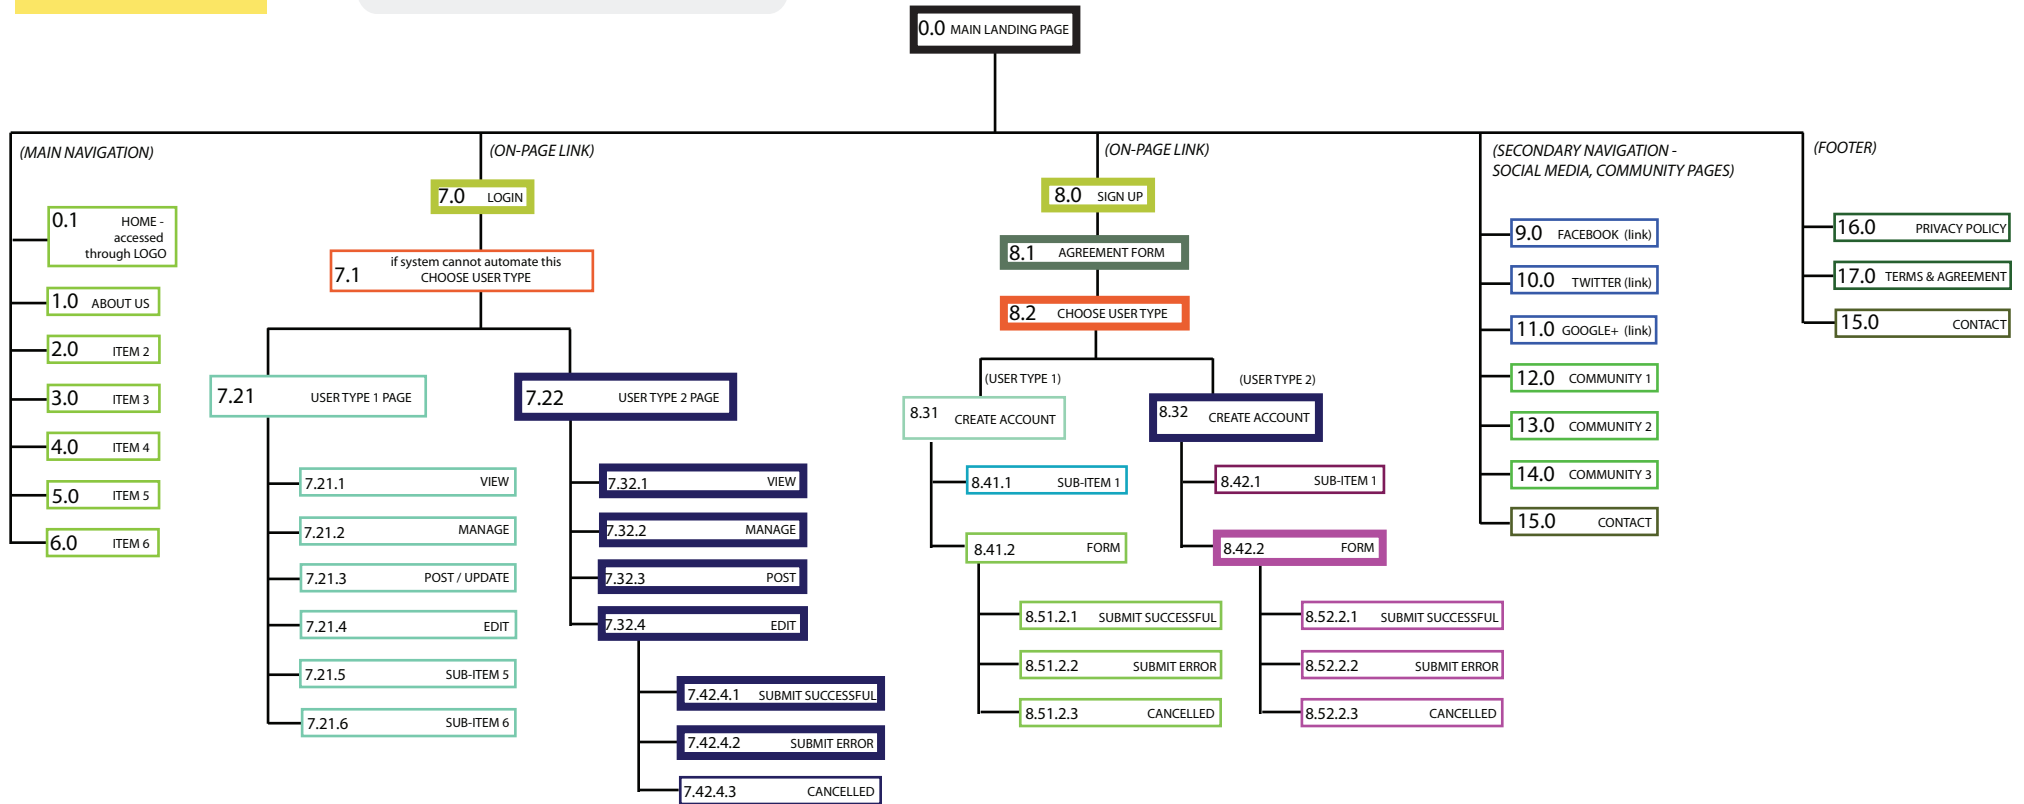 0.0 MAIN LANDING PAGE
(MAIN NAVIGATION)
0.1 HOME -
accessed
through LOGO
1.0 ABOUT US
2.0 ITEM 2
3.0 ITEM 3
4.0 ITEM 4
5.0 ITEM 5
6.0 ITEM 6
(ON-PAGE LINK)
7.0 LOGIN
if system cannot automate this
7.1 CHOOSE USER TYPE
7.21 USER TYPE 1 PAGE
7.21.1 VIEW
7.21.2 MANAGE
7.21.3 POST / UPDATE
7.21.4 EDIT
7.21.5 SUB-ITEM 5
7.21.6 SUB-ITEM 6
7.22 USER TYPE 2 PAGE
7.32.1 VIEW
7.32.2 MANAGE
7.32.3 POST
7.32.4 EDIT
7.42.4.1 SUBMIT SUCCESSFUL
7.42.4.2 SUBMIT ERROR
7.42.4.3 CANCELLED
(ON-PAGE LINK)
8.0 SIGN UP
8.1 AGREEMENT FORM
8.2 CHOOSE USER TYPE
(USER TYPE 1)
8.31 CREATE ACCOUNT
8.41.1 SUB-ITEM 1
8.41.2 FORM
8.51.2.1 SUBMIT SUCCESSFUL
8.51.2.2 SUBMIT ERROR
8.51.2.3 CANCELLED
(USER TYPE 2)
8.32 CREATE ACCOUNT
8.42.1 SUB-ITEM 1
8.42.2 FORM
8.52.2.1 SUBMIT SUCCESSFUL
8.52.2.2 SUBMIT ERROR
8.52.2.3 CANCELLED
(SECONDARY NAVIGATION -
SOCIAL MEDIA, COMMUNITY PAGES)
9.0 FACEBOOK (link)
10.0 TWITTER (link)
11.0 GOOGLE+ (link)
12.0 COMMUNITY 1
13.0 COMMUNITY 2
14.0 COMMUNITY 3
15.0 CONTACT
(FOOTER)
16.0 PRIVACY POLICY
17.0 TERMS & AGREEMENT
15.0 CONTACT